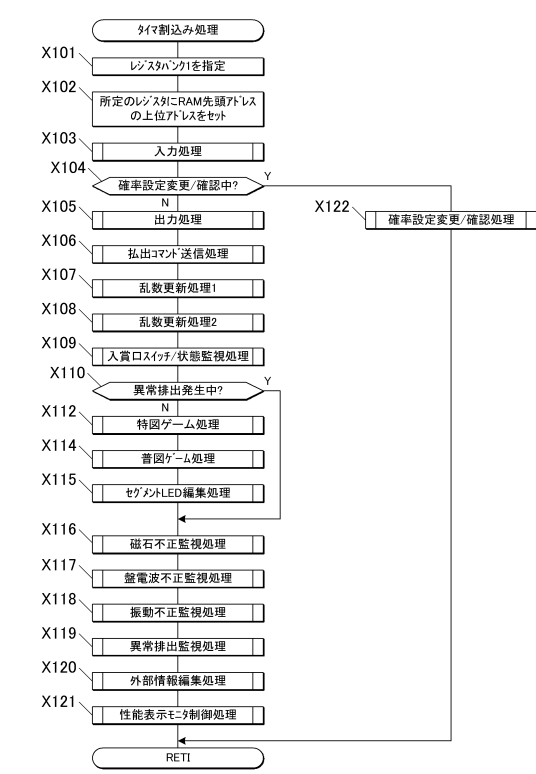 タイマ割込み処理
X101
レジスタバンク1を指定
X102
所定のレジスタにRAM先頭アドレス
の上位アドレスをセット
X103
入力処理
X104
確率設定変更/確認中?
Y
N
X105
出力処理
X122
確率設定変更/確認処理
X106
払出コマンド送信処理
X107
乱数更新処理1
X108
乱数更新処理2
X109
入賞口スイッチ/状態監視処理
X110
異常排出発生中?
Y
N
X112
特図ゲーム処理
X114
普図ゲーム処理
X115
セグメントLED編集処理
X116
磁石不正監視処理
X117
盤電波不正監視処理
X118
振動不正監視処理
X119
異常排出監視処理
X120
外部情報編集処理
X121
性能表示モニタ制御処理
RETI